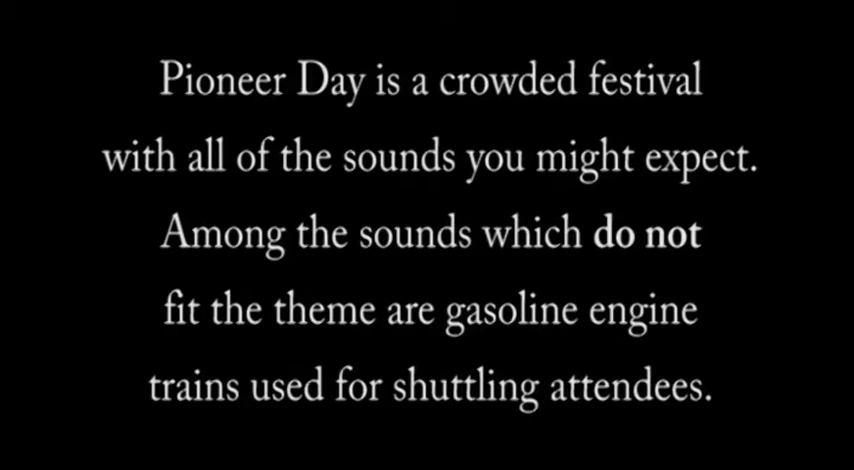 Pioneer Day is a crowded festival
with all of the sounds you might expect.
Among the sounds which do not
fit the theme are gasoline engine
trains used for shuttling attendees.